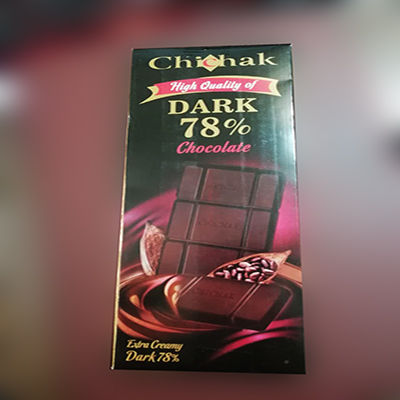 Chichak
High Quality of
DARK
78%
Chocolate
Extra Creamy
Dark 78%